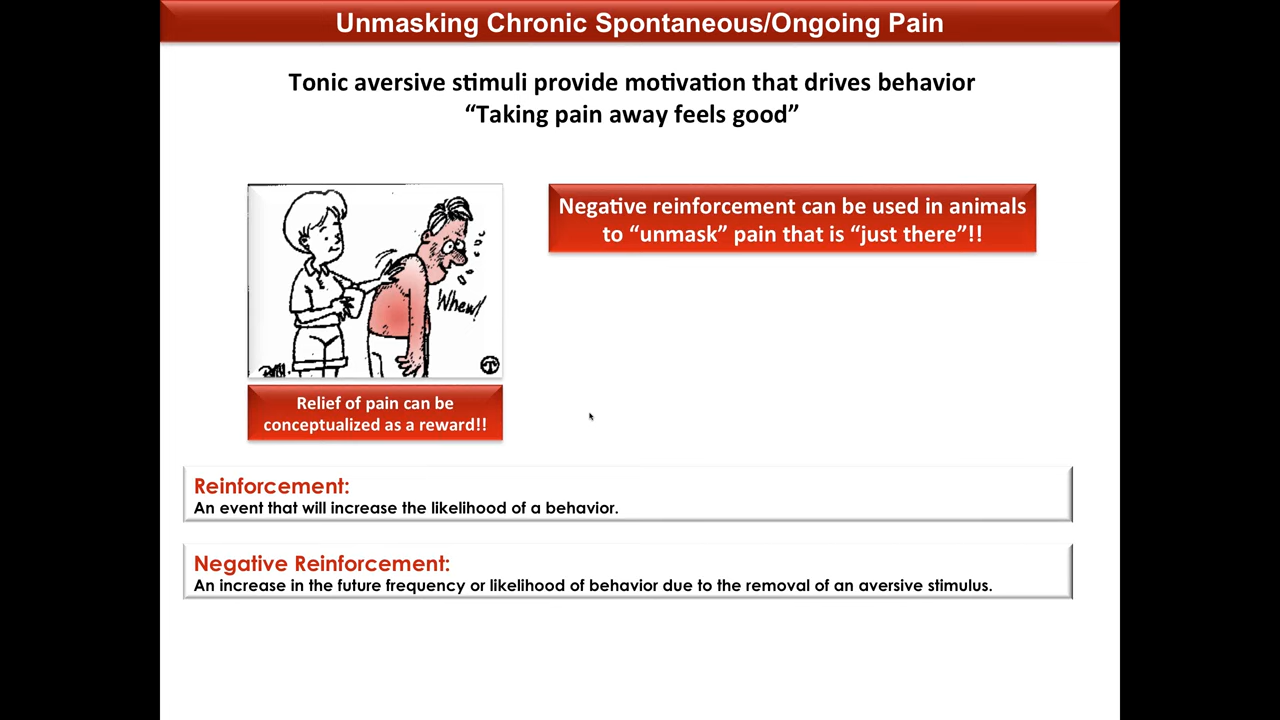 Unmasking Chronic Spontaneous/Ongoing Pain
Tonic aversive stimuli provide motivation that drives behavior
“Taking pain away feels good”
Negative reinforcement can be used in animals
to “unmask” pain that is “just there”!!
Whew!
Relief of pain can be
conceptualized as a reward!!
Reinforcement:
An event that will increase the likelihood of a behavior.
Negative Reinforcement:
An increase in the future frequency or likelihood of behavior due to the removal of an aversive stimulus.